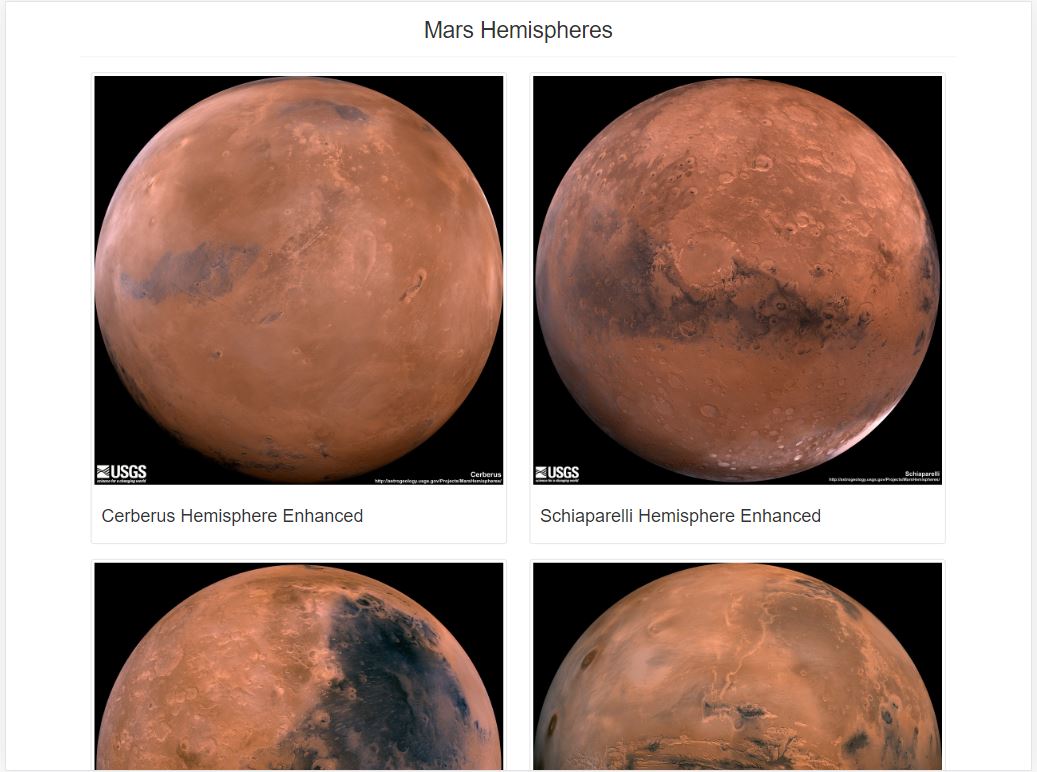 Mars Hemispheres
USGS
science for a changing world
Cerberus
http://astrogeology.usgs.gov/Projects/MarsHemispheres/
USGS
science for a changing world
Schiaparelli
http://astrogeology.usgs.gov/Projects/MarsHemispheres/
Cerberus Hemisphere Enhanced
Schiaparelli Hemisphere Enhanced